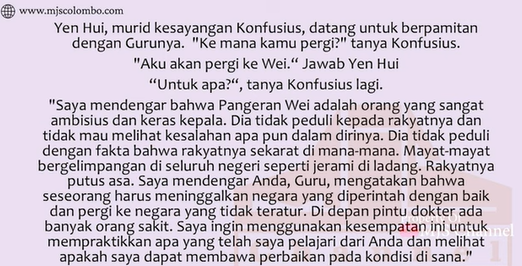 www.mjscolombo.com
Yen Hui, murid kesayangan Konfusius, datang untuk berpamitan
dengan Gurunya. "Ke mana kamu pergi?" tanya Konfusius.
"Aku akan pergi ke Wei.“ Jawab Yen Hui
“Untuk apa?“, tanya Konfusius lagi.
"Saya mendengar bahwa Pangeran Wei adalah orang yang sangat
ambisius dan keras kepala. Dia tidak peduli kepada rakyatnya dan
tidak mau melihat kesalahan apa pun dalam dirinya. Dia tidak peduli
dengan fakta bahwa rakyatnya sekarat di mana-mana. Mayat-mayat
bergelimpangan di seluruh negeri seperti jerami di ladang. Rakyatnya
putus asa. Saya mendengar Anda, Guru, mengatakan bahwa
seseorang harus meninggalkan negara yang diperintah dengan baik
dan pergi ke negara yang tidak teratur. Di depan pintu dokter ada
banyak orang sakit. Saya ingin menggunakan kesempatan ini untuk
mempraktikkan apa yang telah saya pelajari dari Anda dan melihat
apakah saya dapat membawa perbaikan pada kondisi di sana."